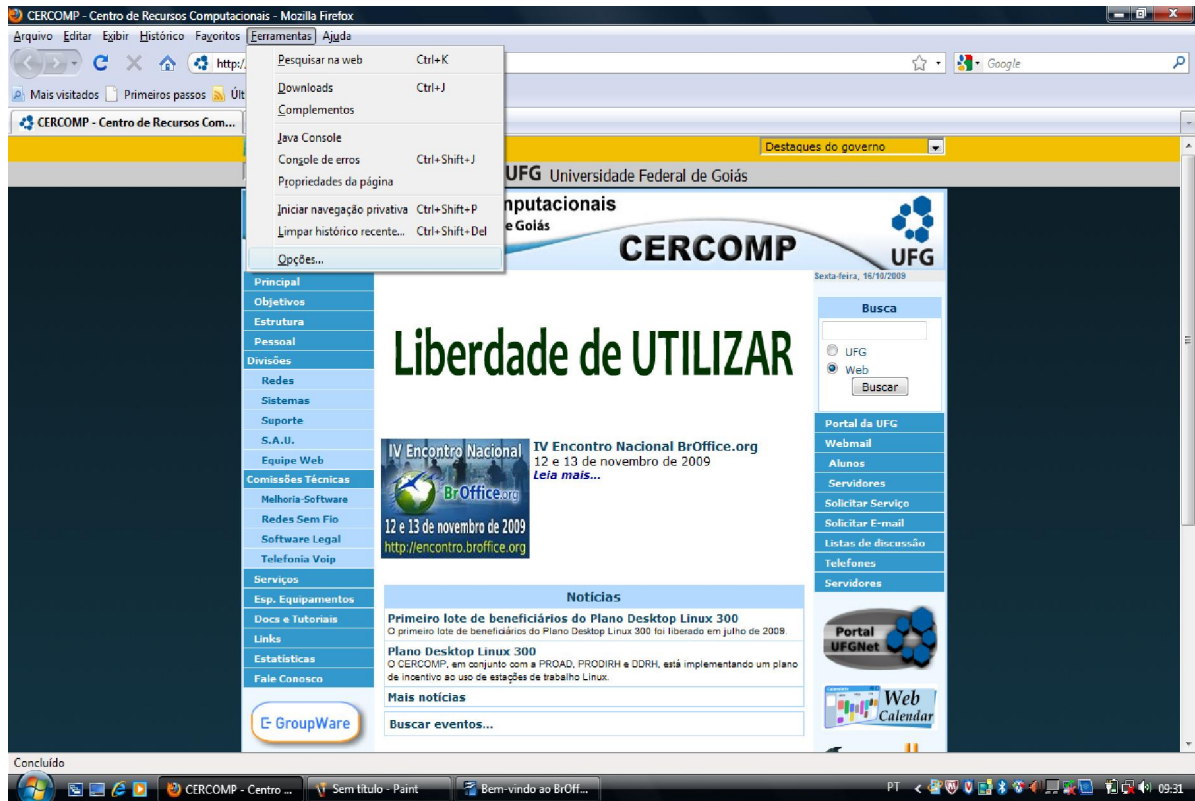 CERCOMP - Centro de Recursos Computacionais - Mozilla Firefox
Arquivo Editar Exibir Histórico Favoritos Ferramentas Ajuda
http:/
Google
Mais visitados Primeiros passos Últ
CERCOMP - Centro de Recursos Com...
Pesquisar na web Ctrl+K
Downloads Ctrl+J
Complementos
Java Console
Console de erros Ctrl+Shift+J
Propriedades da página
Iniciar navegação privativa Ctrl+Shift+P
Limpar histórico recente... Ctrl+Shift+Del
Opções...
Destaques do governo
UFG Universidade Federal de Goiás
nputacionais
e Goiás
CERCOMP
UFG
Principal
Objetivos
Estrutura
Pessoal
Divisões
Redes
Sistemas
Suporte
S.A.U.
Equipe Web
Comissões Técnicas
Melhoria-Software
Redes Sem Fio
Software Legal
Telefonia Voip
Serviços
Esp. Equipamentos
Docs e Tutoriais
Links
Estatísticas
Fale Conosco
GroupWare
Liberdade de UTILIZAR
IV Encontro Nacional
BrOffice.org
12 e 13 de novembro de 2009
http://encontro.broffice.org
IV Encontro Nacional BrOffice.org
12 e 13 de novembro de 2009
Leia mais...
Notícias
Primeiro lote de beneficiários do Plano Desktop Linux 300
O primeiro lote de beneficiários do Plano Desktop Linux 300 foi liberado em julho de 2009.
Plano Desktop Linux 300
O CERCOMP, em conjunto com a PROAD, PRODIRH e DDRH, está implementando um plano
de incentivo ao uso de estações de trabalho Linux.
Mais notícias
Buscar eventos...
Sexta-feira, 16/10/2009
Busca
UFG
Web
Buscar
Portal da UFG
Webmail
Alunos
Servidores
Solicitar Serviço
Solicitar E-mail
Listas de discussão
Telefones
Servidores
Portal
UFGNet
Web
Calendar
Concluído
CERCOMP - Centro ...
Sem título - Paint
Bem-vindo ao BrOff...
PT
09:31